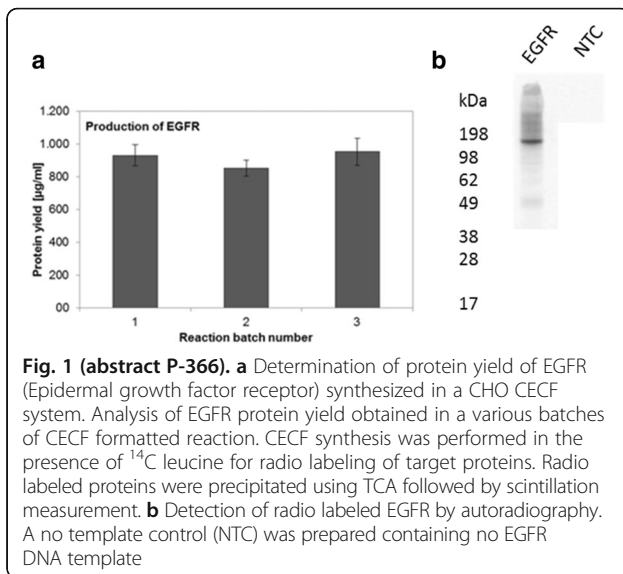 a
1.200
Production of EGFR
1.000
800
600
400
200
00
Protein yield [µg/ml]
1 2 3
Reaction batch number
b
EGFR NTC
kDa
198
98
62
49
38
28
17
Fig. 1 (abstract P-366). a Determination of protein yield of EGFR
(Epidermal growth factor receptor) synthesized in a CHO CECF
system. Analysis of EGFR protein yield obtained in a various batches
of CECF formatted reaction. CECF synthesis was performed in the
presence of ¹⁴C leucine for radio labeling of target proteins. Radio
labeled proteins were precipitated using TCA followed by scintillation
measurement. b Detection of radio labeled EGFR by autoradiography.
A no template control (NTC) was prepared containing no EGFR
DNA template